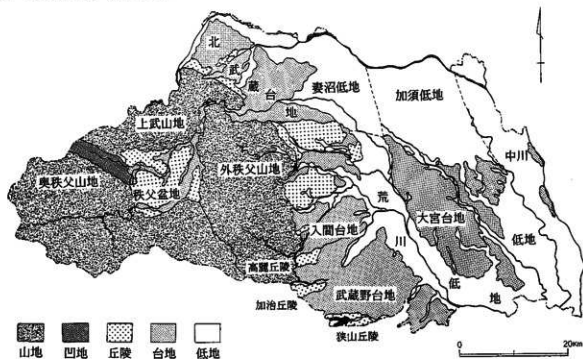 北武蔵台地
妻沼低地
加須低地
中川低地
上武山地
奥秩父山地
秩父盆地
外秩父山地
荒川低地
大宮台地
入間台地
高麗丘陵
加治丘陵
武蔵野台地
狭山丘陵
山地
凹地
丘陵
台地
低地
0
20Km